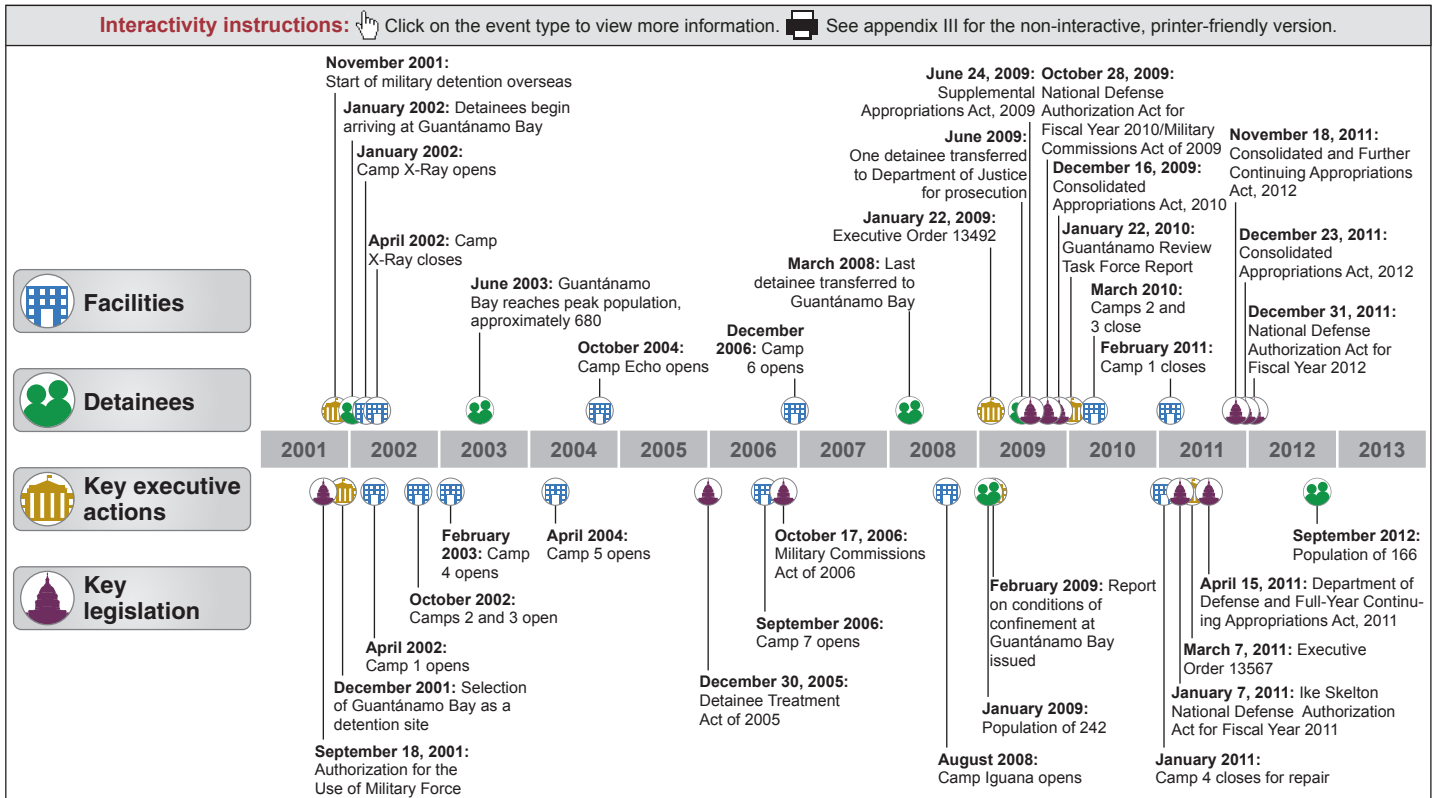 Interactivity instructions: Click on the event type to view more information. See appendix III for the non-interactive, printer-friendly version.
November 2001:
Start of military detention overseas
January 2002: Detainees begin
arriving at Guantánamo Bay
January 2002:
Camp X-Ray opens
April 2002: Camp
X-Ray closes
June 2003: Guantánamo
Bay reaches peak population,
approximately 680
October 2004:
Camp Echo opens
December
2006: Camp
6 opens
March 2008: Last
detainee transferred to
Guantánamo Bay
January 22, 2009:
Executive Order 13492
June 2009:
One detainee transferred
to Department of Justice
for prosecution
June 24, 2009:
Supplemental
Appropriations Act, 2009
October 28, 2009:
National Defense
Authorization Act for
Fiscal Year 2010/Military
Commissions Act of 2009
December 16, 2009:
Consolidated
Appropriations Act, 2010
January 22, 2010:
Guantánamo Review
Task Force Report
March 2010:
Camps 2 and
3 close
February 2011:
Camp 1 closes
November 18, 2011:
Consolidated and Further
Continuing Appropriations
Act, 2012
December 23, 2011:
Consolidated
Appropriations Act, 2012
December 31, 2011:
National Defense
Authorization Act for
Fiscal Year 2012
Facilities
Detainees
Key executive
actions
Key
legislation
2001 2002 2003 2004 2005 2006 2007 2008 2009 2010 2011 2012 2013
September 18, 2001:
Authorization for the
Use of Military Force
December 2001: Selection
of Guantánamo Bay as a
detention site
April 2002:
Camp 1 opens
October 2002:
Camps 2 and 3 open
February
2003: Camp
4 opens
April 2004:
Camp 5 opens
December 30, 2005:
Detainee Treatment
Act of 2005
September 2006:
Camp 7 opens
October 17, 2006:
Military Commissions
Act of 2006
August 2008:
Camp Iguana opens
January 2009:
Population of 242
February 2009: Report
on conditions of
confinement at
Guantánamo Bay
issued
January 2011:
Camp 4 closes for repair
January 7, 2011: Ike Skelton
National Defense Authorization
Act for Fiscal Year 2011
March 7, 2011: Executive
Order 13567
April 15, 2011: Department of
Defense and Full-Year Continu-
ing Appropriations Act, 2011
September 2012:
Population of 166